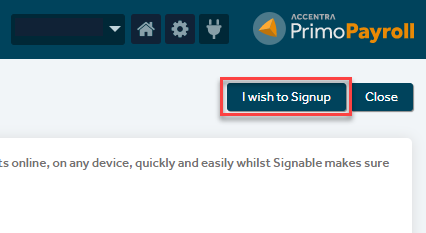 ACCENTRA
PrimoPayroll
I wish to Signup
Close
ts online, on any device, quickly and easily whilst Signable makes sure